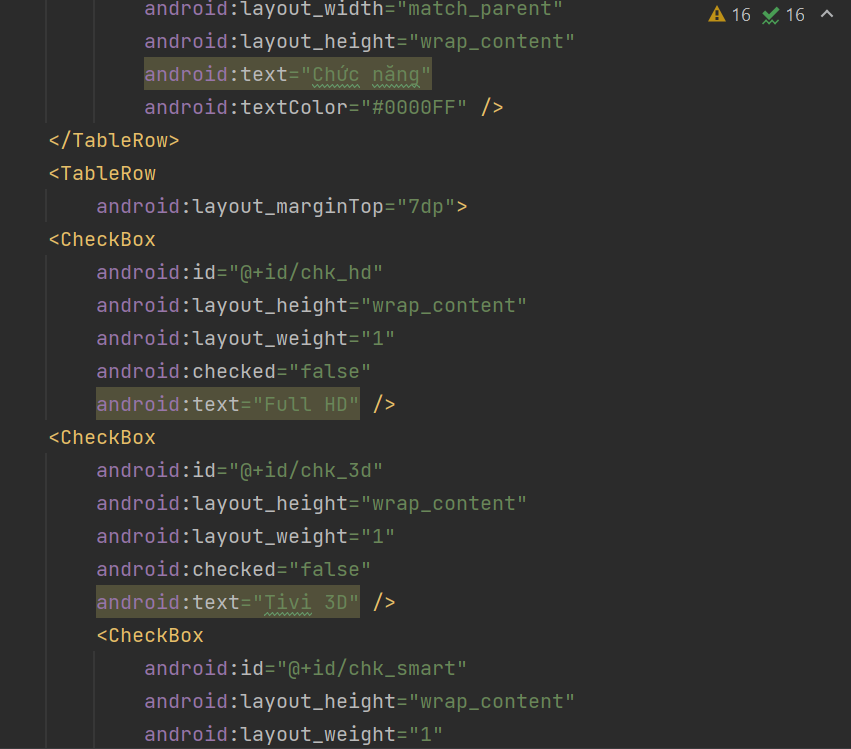 android:layout_width="match_parent"
16 16
android:layout_height="wrap_content"
android:text="Chức năng"
android:textColor="#0000FF" />
</TableRow>
<TableRow
android:layout_marginTop="7dp">
<CheckBox
android:id="@+id/chk_hd"
android:layout_height="wrap_content"
android:layout_weight="1"
android:checked="false"
android:text="Full HD" />
<CheckBox
android:id="@+id/chk_3d"
android:layout_height="wrap_content"
android:layout_weight="1"
android:checked="false"
android:text="Tivi 3D" />
<CheckBox
android:id="@+id/chk_smart"
android:layout_height="wrap_content"
android:layout_weight="1"